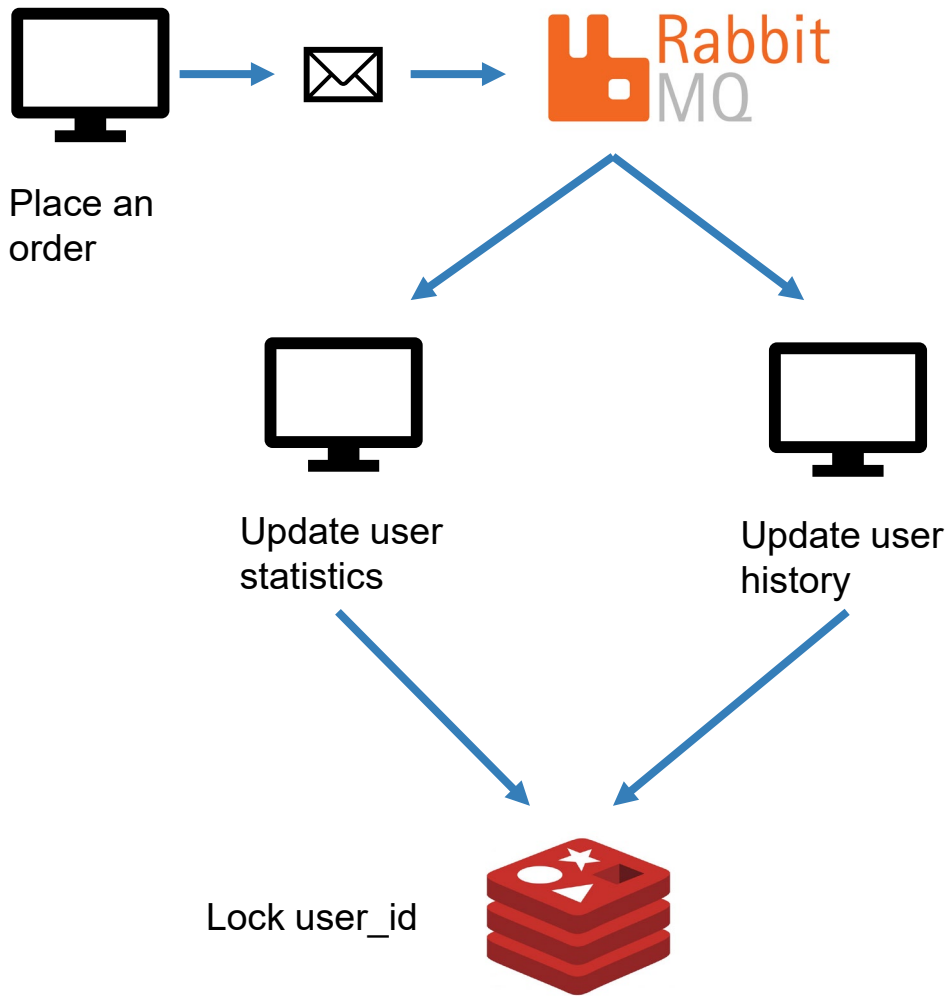 Rabbit
MQ
Place an
order
Update user
statistics
Update user
history
Lock user_id